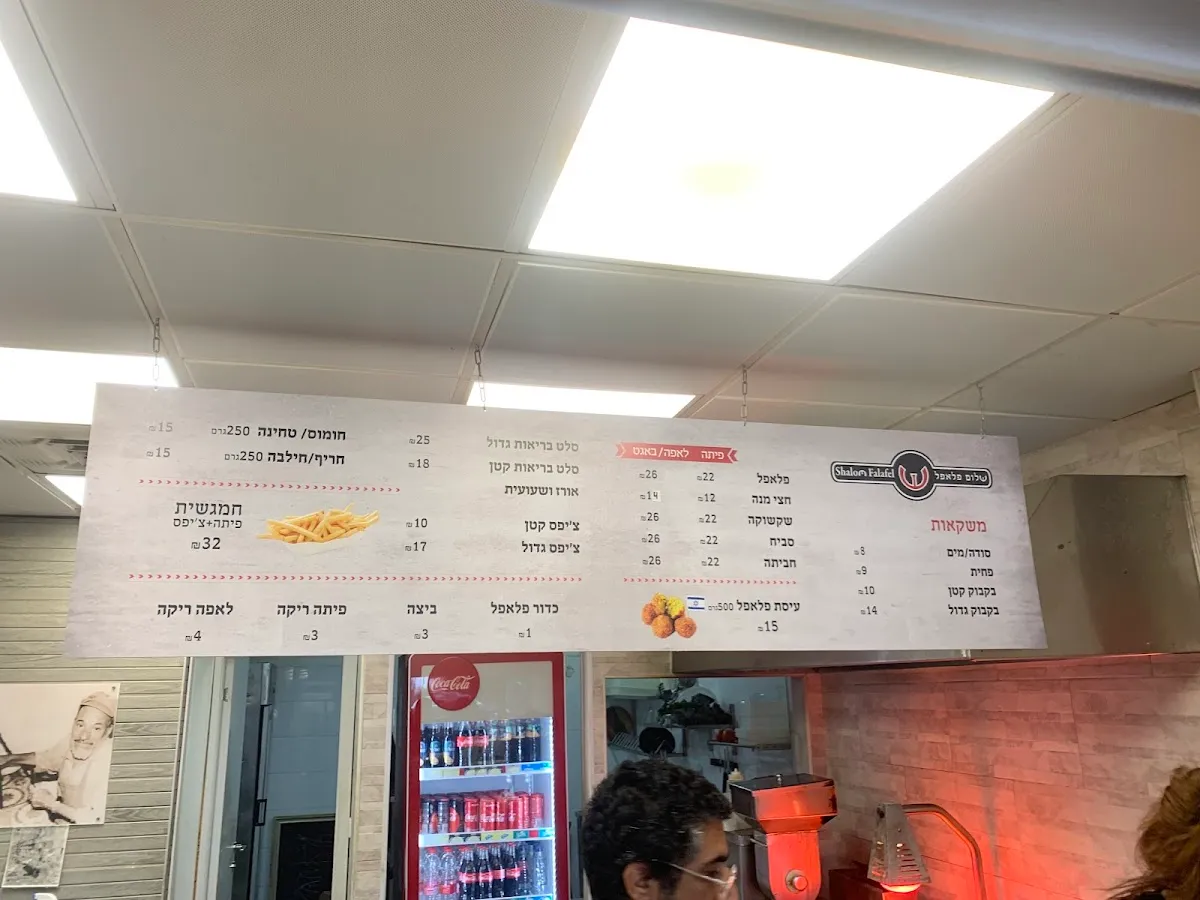 Shalom Falafel שלום פלאפל
משקאות
סודה/מים ₪8
פחית ₪9
בקבוק קטן ₪10
בקבוק גדול ₪14
פיתה לאפה/באגט
פלאפל ₪22 ₪26
חצי מנה ₪12 ₪14
שקשוקה ₪22 ₪26
סביח ₪22 ₪26
חביתה ₪22 ₪26
עיסת פלאפל 500גרם
₪15
סלט בריאות גדול ₪25
סלט בריאות קטן ₪18
אורז ושעועית
צ'יפס קטן ₪10
צ'יפס גדול ₪17
חומוס/ טחינה 250גרם ₪15
חריף/חילבה 250גרם ₪15
חמגשית
פיתה+צ'יפס
₪32
כדור פלאפל ביצה פיתה ריקה לאפה ריקה
₪1 ₪3 ₪3 ₪4
Coca-Cola